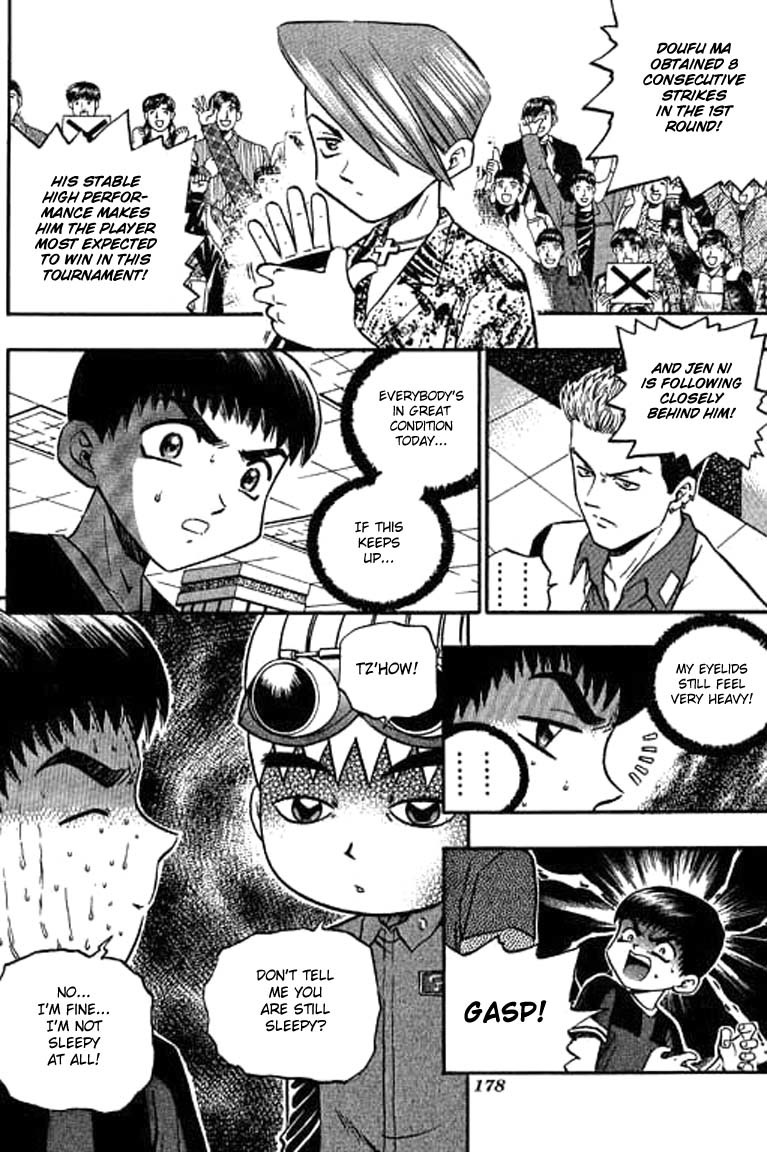 DOUFU MA
OBTAINED 8
CONSECUTIVE
STRIKES
IN THE 1ST
ROUND!
HIS STABLE
HIGH PERFOR-
MANCE MAKES
HIM THE PLAYER
MOST EXPECTED
TO WIN IN THIS
TOURNAMENT!
AND JEN NI
IS FOLLOWING
CLOSELY
BEHIND HIM!
EVERYBODY'S
IN GREAT
CONDITION
TODAY...
IF THIS
KEEPS
UP...
MY EYELIDS
STILL FEEL
VERY HEAVY!
TZ'HOW!
GASP!
DON'T TELL
ME YOU
ARE STILL
SLEEPY?
NO...
I'M FINE...
I'M NOT
SLEEPY
AT ALL!
178